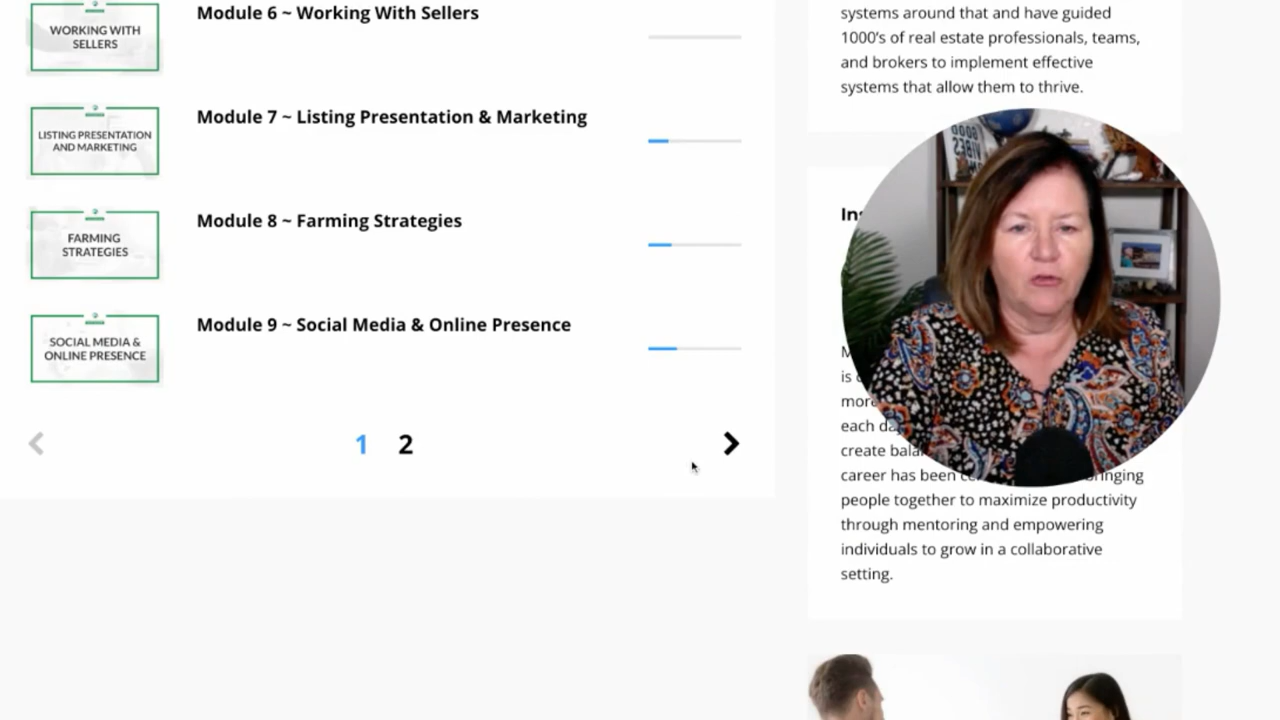 WORKING WITH
SELLERS
Module 6 ~ Working With Sellers
LISTING PRESENTATION
AND MARKETING
Module 7 ~ Listing Presentation & Marketing
FARMING
STRATEGIES
Module 8 ~ Farming Strategies
SOCIAL MEDIA &
ONLINE PRESENCE
Module 9 ~ Social Media & Online Presence
1 2
systems around that and have guided
1000's of real estate professionals, teams,
and brokers to implement effective
systems that allow them to thrive.
GOOD
VIBES
is
each
create
career has been
people together to maximize productivity
through mentoring and empowering
individuals to grow in a collaborative
setting.